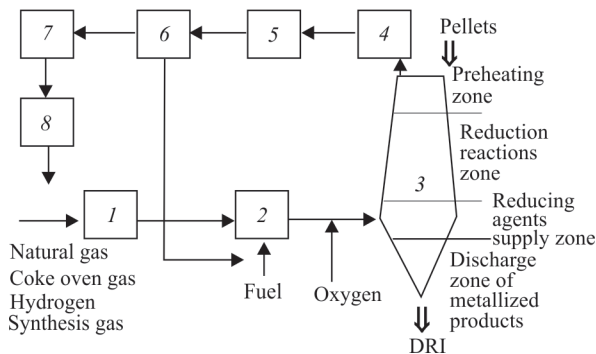 7
6
5
4
Pellets
Preheating
zone
8
Reduction
reactions
zone
3
Reducing
agents
supply zone
1
2
Natural gas
Coke oven gas
Hydrogen
Synthesis gas
Fuel
Oxygen
Discharge
zone of
metallized
products
DRI